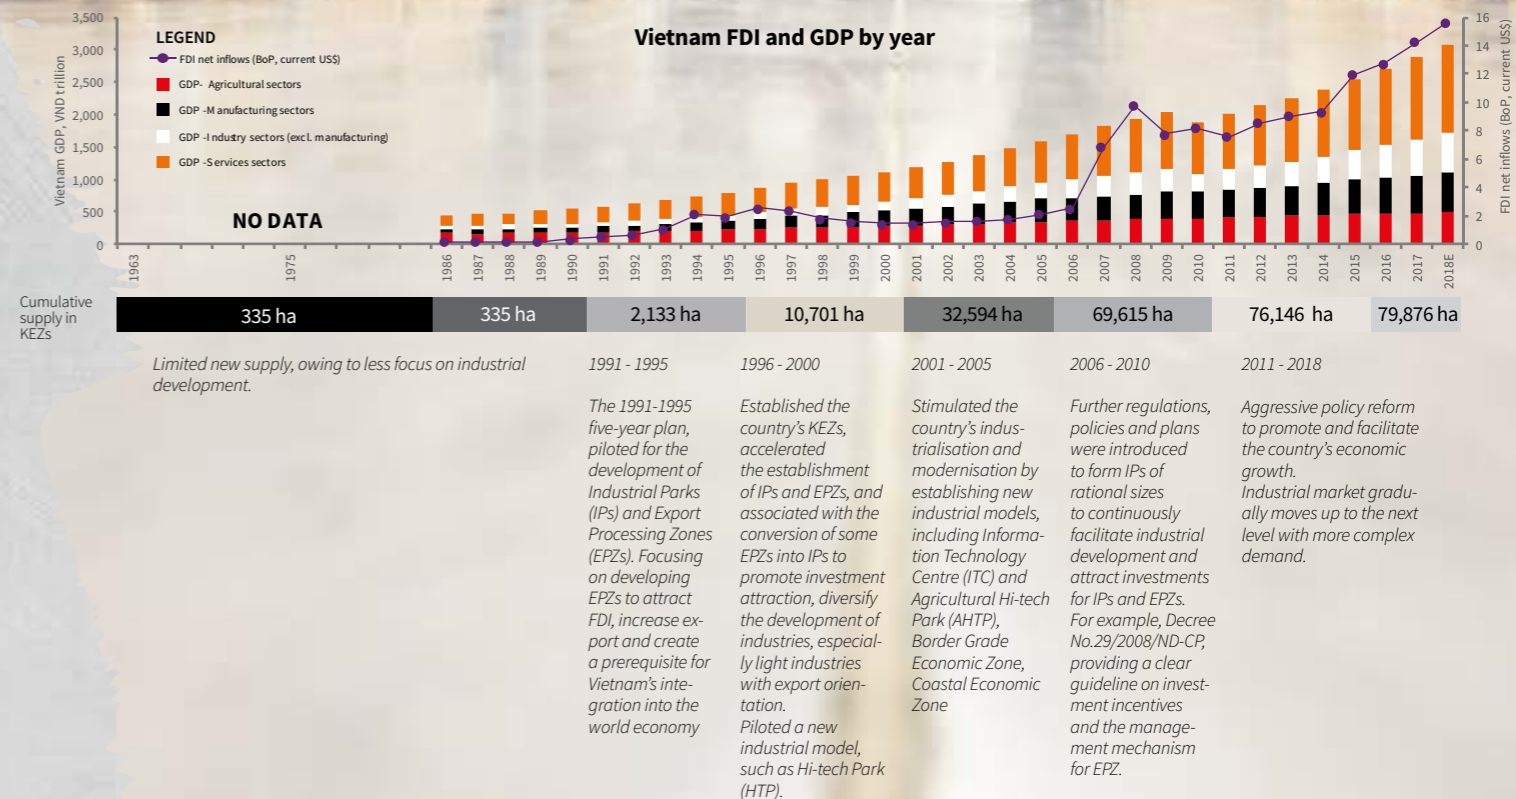 Vietnam FDI and GDP by year
LEGEND
FDI net inflows (BoP, current US$)
GDP- Agricultural sectors
GDP -Manufacturing sectors
GDP -Industry sectors (excl. manufacturing)
GDP -Services sectors
Vietnam GDP, VND trillion
3,500
3,000
2,500
2,000
1,500
1,000
500
0
NO DATA
16
14
12
10
8
6
4
2
0
FDI net inflows (BoP, current US$)
1963
1975
1986
1987
1988
1989
1990
1991
1992
1993
1994
1995
1996
1997
1998
1999
2000
2001
2002
2003
2004
2005
2006
2007
2008
2009
2010
2011
2012
2013
2014
2015
2016
2017
2018E
Cumulative
supply in
KEZs
335 ha
335 ha
2,133 ha
10,701 ha
32,594 ha
69,615 ha
76,146 ha
79,876 ha
Limited new supply, owing to less focus on industrial
development.
1991 - 1995
The 1991-1995
five-year plan,
piloted for the
development of
Industrial Parks
(IPs) and Export
Processing Zones
(EPZs). Focusing
on developing
EPZs to attract
FDI, increase ex-
port and create
a prerequisite for
Vietnam's inte-
gration into the
world economy
1996 - 2000
Established the
country's KEZs,
accelerated
the establishment
of IPs and EPZs, and
associated with the
conversion of some
EPZs into IPs to
promote investment
attraction, diversify
the development of
industries, especial-
ly light industries
with export orien-
tation.
Piloted a new
industrial model,
such as Hi-tech Park
(HTP).
2001 - 2005
Stimulated the
country's indus-
trialisation and
modernisation by
establishing new
industrial models,
including Informa-
tion Technology
Centre (ITC) and
Agricultural Hi-tech
Park (AHTP),
Border Grade
Economic Zone,
Coastal Economic
Zone
2006 - 2010
Further regulations,
policies and plans
were introduced
to form IPs of
rational sizes
to continuously
facilitate industrial
development and
attract investments
for IPs and EPZs.
For example, Decree
No.29/2008/ND-CP,
providing a clear
guideline on invest-
ment incentives
and the manage-
ment mechanism
for EPZ.
2011 - 2018
Aggressive policy reform
to promote and facilitate
the country's economic
growth.
Industrial market gradu-
ally moves up to the next
level with more complex
demand.